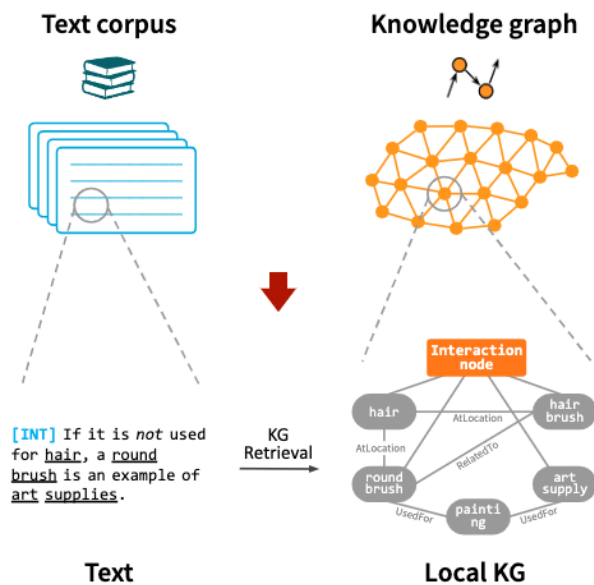 Text corpus
Knowledge graph
Interaction
node
hair
hair
brush
AtLocation
AtLocation
RelatedTo
round
brush
art
supply
painti
ng
UsedFor
UsedFor
[INT] If it is not used
for hair, a round
brush is an example of
art supplies.
KG
Retrieval
Text
Local KG